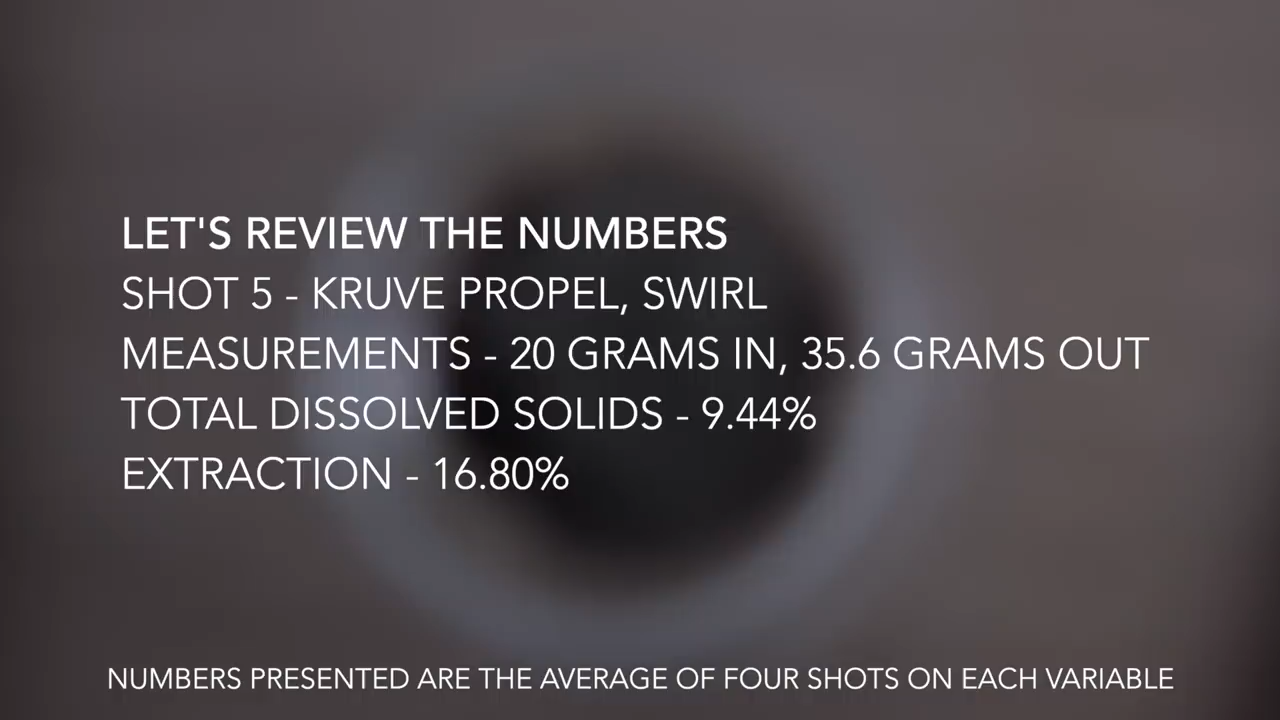 LET'S REVIEW THE NUMBERS
SHOT 5 - KRUVE PROPEL, SWIRL
MEASUREMENTS - 20 GRAMS IN, 35.6 GRAMS OUT
TOTAL DISSOLVED SOLIDS - 9.44%
EXTRACTION - 16.80%
NUMBERS PRESENTED ARE THE AVERAGE OF FOUR SHOTS ON EACH VARIABLE